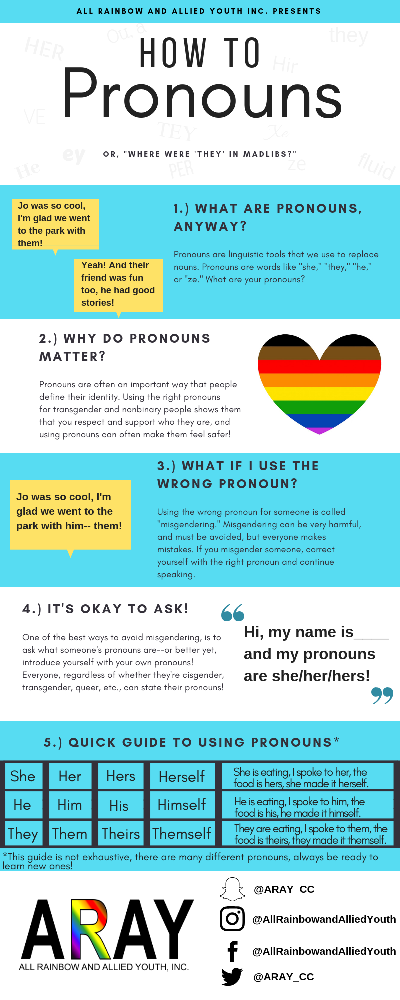 ALL RAINBOW AND ALLIED YOUTH INC. PRESENTS
HER
Ou, a
they
HOW TO
Hir
Pronouns
VE
TEY
Xe
ey
OR, "WHERE WERE 'THEY' IN MADLIBS?"
He
PER
ze
fluid
Jo was so cool,
I'm glad we went
to the park with
them!
Yeah! And their
friend was fun
too, he had good
stories!
1.) WHAT ARE PRONOUNS,
ANYWAY?
Pronouns are linguistic tools that we use to replace
nouns. Pronouns are words like "she," "they," "he,"
or "ze." What are your pronouns?
2.) WHY DO PRONOUNS
MATTER?
Pronouns are often an important way that people
define their identity. Using the right pronouns
for transgender and nonbinary people shows them
that you respect and support who they are, and
using pronouns can often make them feel safer!
Jo was so cool, I'm
glad we went to the
park with him-- them!
3.) WHAT IF I USE THE
WRONG PRONOUN?
Using the wrong pronoun for someone is called
"misgendering." Misgendering can be very harmful,
and must be avoided, but everyone makes
mistakes. If you misgender someone, correct
yourself with the right pronoun and continue
speaking.
4.) IT'S OKAY TO ASK!
One of the best ways to avoid misgendering, is to
ask what someone's pronouns are--or better yet,
introduce yourself with your own pronouns!
Everyone, regardless of whether they're cisgender,
transgender, queer, etc., can state their pronouns!
“
Hi, my name is____
and my pronouns
are she/her/hers!
”
5.) QUICK GUIDE TO USING PRONOUNS*
She Her Hers Herself
She is eating, I spoke to her, the
food is hers, she made it herself.
He Him His Himself
He is eating, I spoke to him, the
food is his, he made it himself.
They Them Theirs Themself
They are eating, I spoke to them, the
food is theirs, they made it themself.
*This guide is not exhaustive, there are many different pronouns, always be ready to
learn new ones!
ARAY
ALL RAINBOW AND ALLIED YOUTH, INC.
@ARAY_CC
@AllRainbowandAlliedYouth
@AllRainbowandAlliedYouth
@ARAY_CC